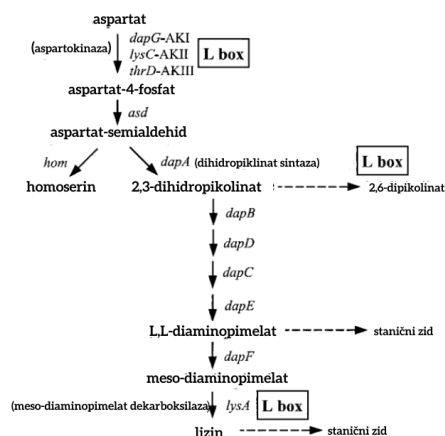 aspartat
dapG-AKI
(aspartokinaza) lysC-AKII L box
thrD-AKIII
aspartat-4-fosfat
asd
aspartat-semialdehid
hom dapA (dihidropiklinat sintaza) L box
homoserin 2,3-dihidropikolinat 2,6-dipikolinat
dapB
dapD
dapC
dapE
L,L-diaminopimelat stanični zid
dapF
meso-diaminopimelat
(meso-diaminopimelat dekarboksilaza) lysA L box
lizin stanični zid